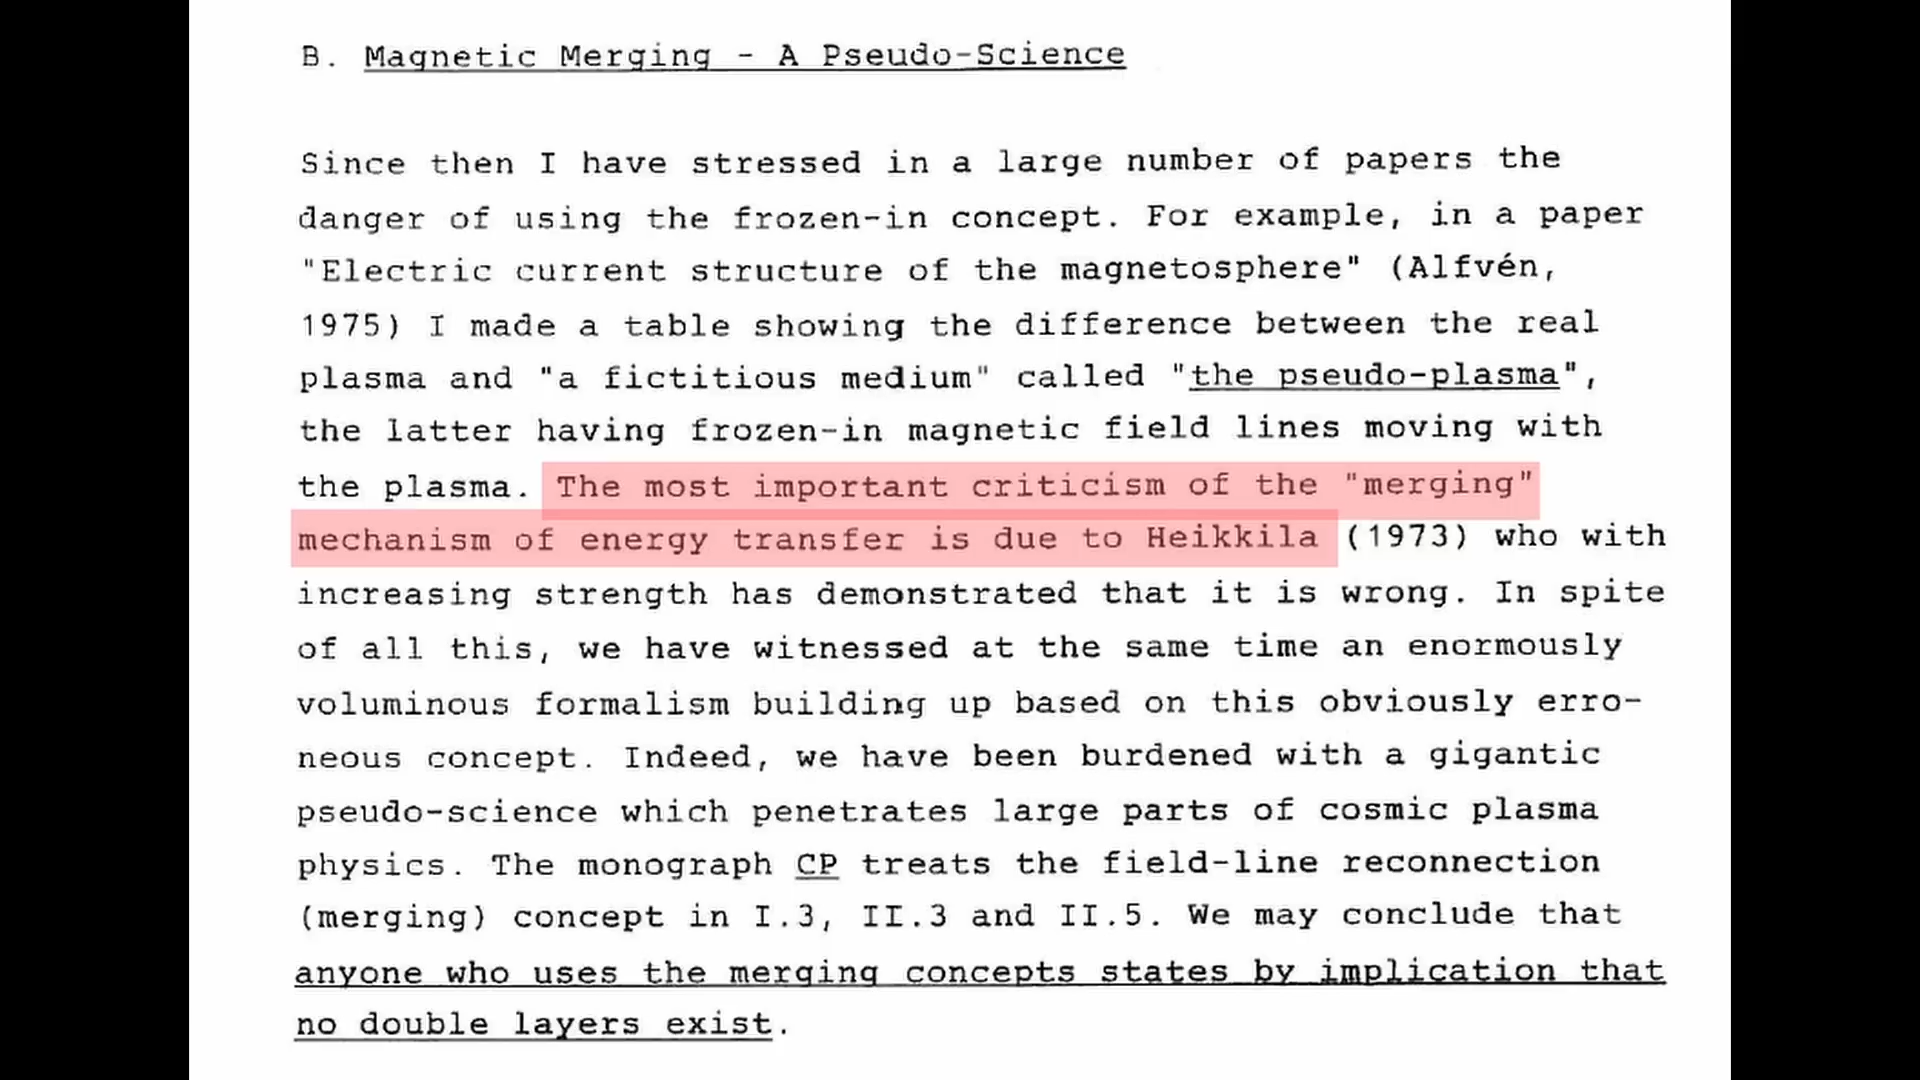 B. Magnetic Merging - A Pseudo-Science
Since then I have stressed in a large number of papers the
danger of using the frozen-in concept. For example, in a paper
"Electric current structure of the magnetosphere" (Alfvén,
1975) I made a table showing the difference between the real
plasma and "a fictitious medium" called "the pseudo-plasma",
the latter having frozen-in magnetic field lines moving with
the plasma. The most important criticism of the "merging"
mechanism of energy transfer is due to Heikkila (1973) who with
increasing strength has demonstrated that it is wrong. In spite
of all this, we have witnessed at the same time an enormously
voluminous formalism building up based on this obviously erro-
neous concept. Indeed, we have been burdened with a gigantic
pseudo-science which penetrates large parts of cosmic plasma
physics. The monograph CP treats the field-line reconnection
(merging) concept in I.3, II.3 and II.5. We may conclude that
anyone who uses the merging concepts states by implication that
no double layers exist.